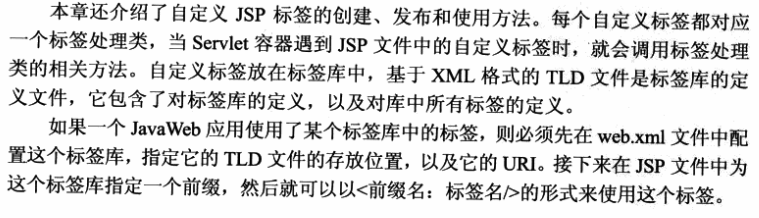 本章还介绍了自定义 JSP 标签的创建、发布和使用方法。每个自定义标签都对应
一个标签处理类，当 Servlet 容器遇到 JSP 文件中的自定义标签时，就会调用标签处理
类的相关方法。自定义标签放在标签库中，基于 XML 格式的 TLD 文件是标签库的定
义文件，它包含了对标签库的定义，以及对库中所有标签的定义。
如果一个 JavaWeb 应用使用了某个标签库中的标签，则必须先在 web.xml 文件中配
置这个标签库，指定它的 TLD 文件的存放位置，以及它的 URI。接下来在 JSP 文件中为
这个标签库指定一个前缀，然后就可以以<前缀名：标签名/>的形式来使用这个标签。